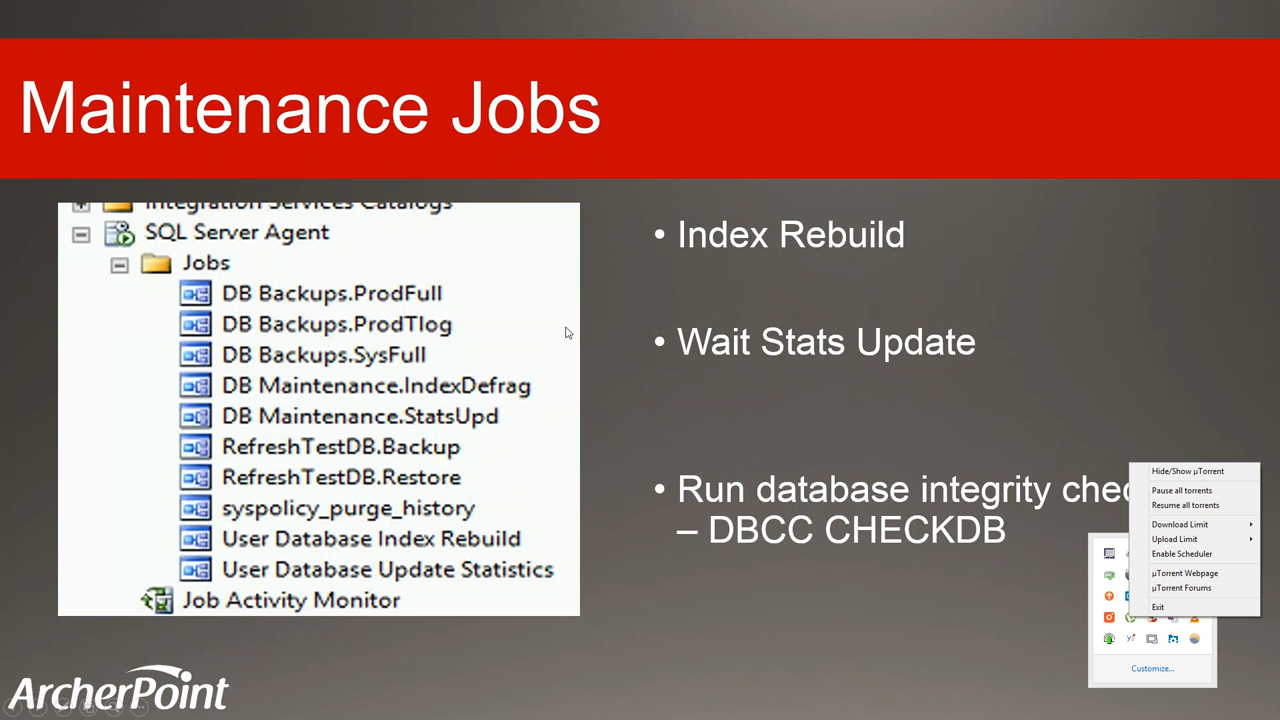 Maintenance Jobs
Integration Services Catalogs
SQL Server Agent
Jobs
DB Backups.ProdFull
DB Backups.ProdTlog
DB Backups.SysFull
DB Maintenance.IndexDefrag
DB Maintenance.StatsUpd
RefreshTestDB.Backup
RefreshTestDB.Restore
syspolicy_purge_history
User Database Index Rebuild
User Database Update Statistics
Job Activity Monitor
• Index Rebuild
• Wait Stats Update
• Run database integrity
– DBCC CHECKDB
Hide/Show µTorrent
Pause all torrents
Resume all torrents
Download Limit
Upload Limit
Enable Scheduler
µTorrent Webpage
µTorrent Forums
Exit
Customize...
ArcherPoint